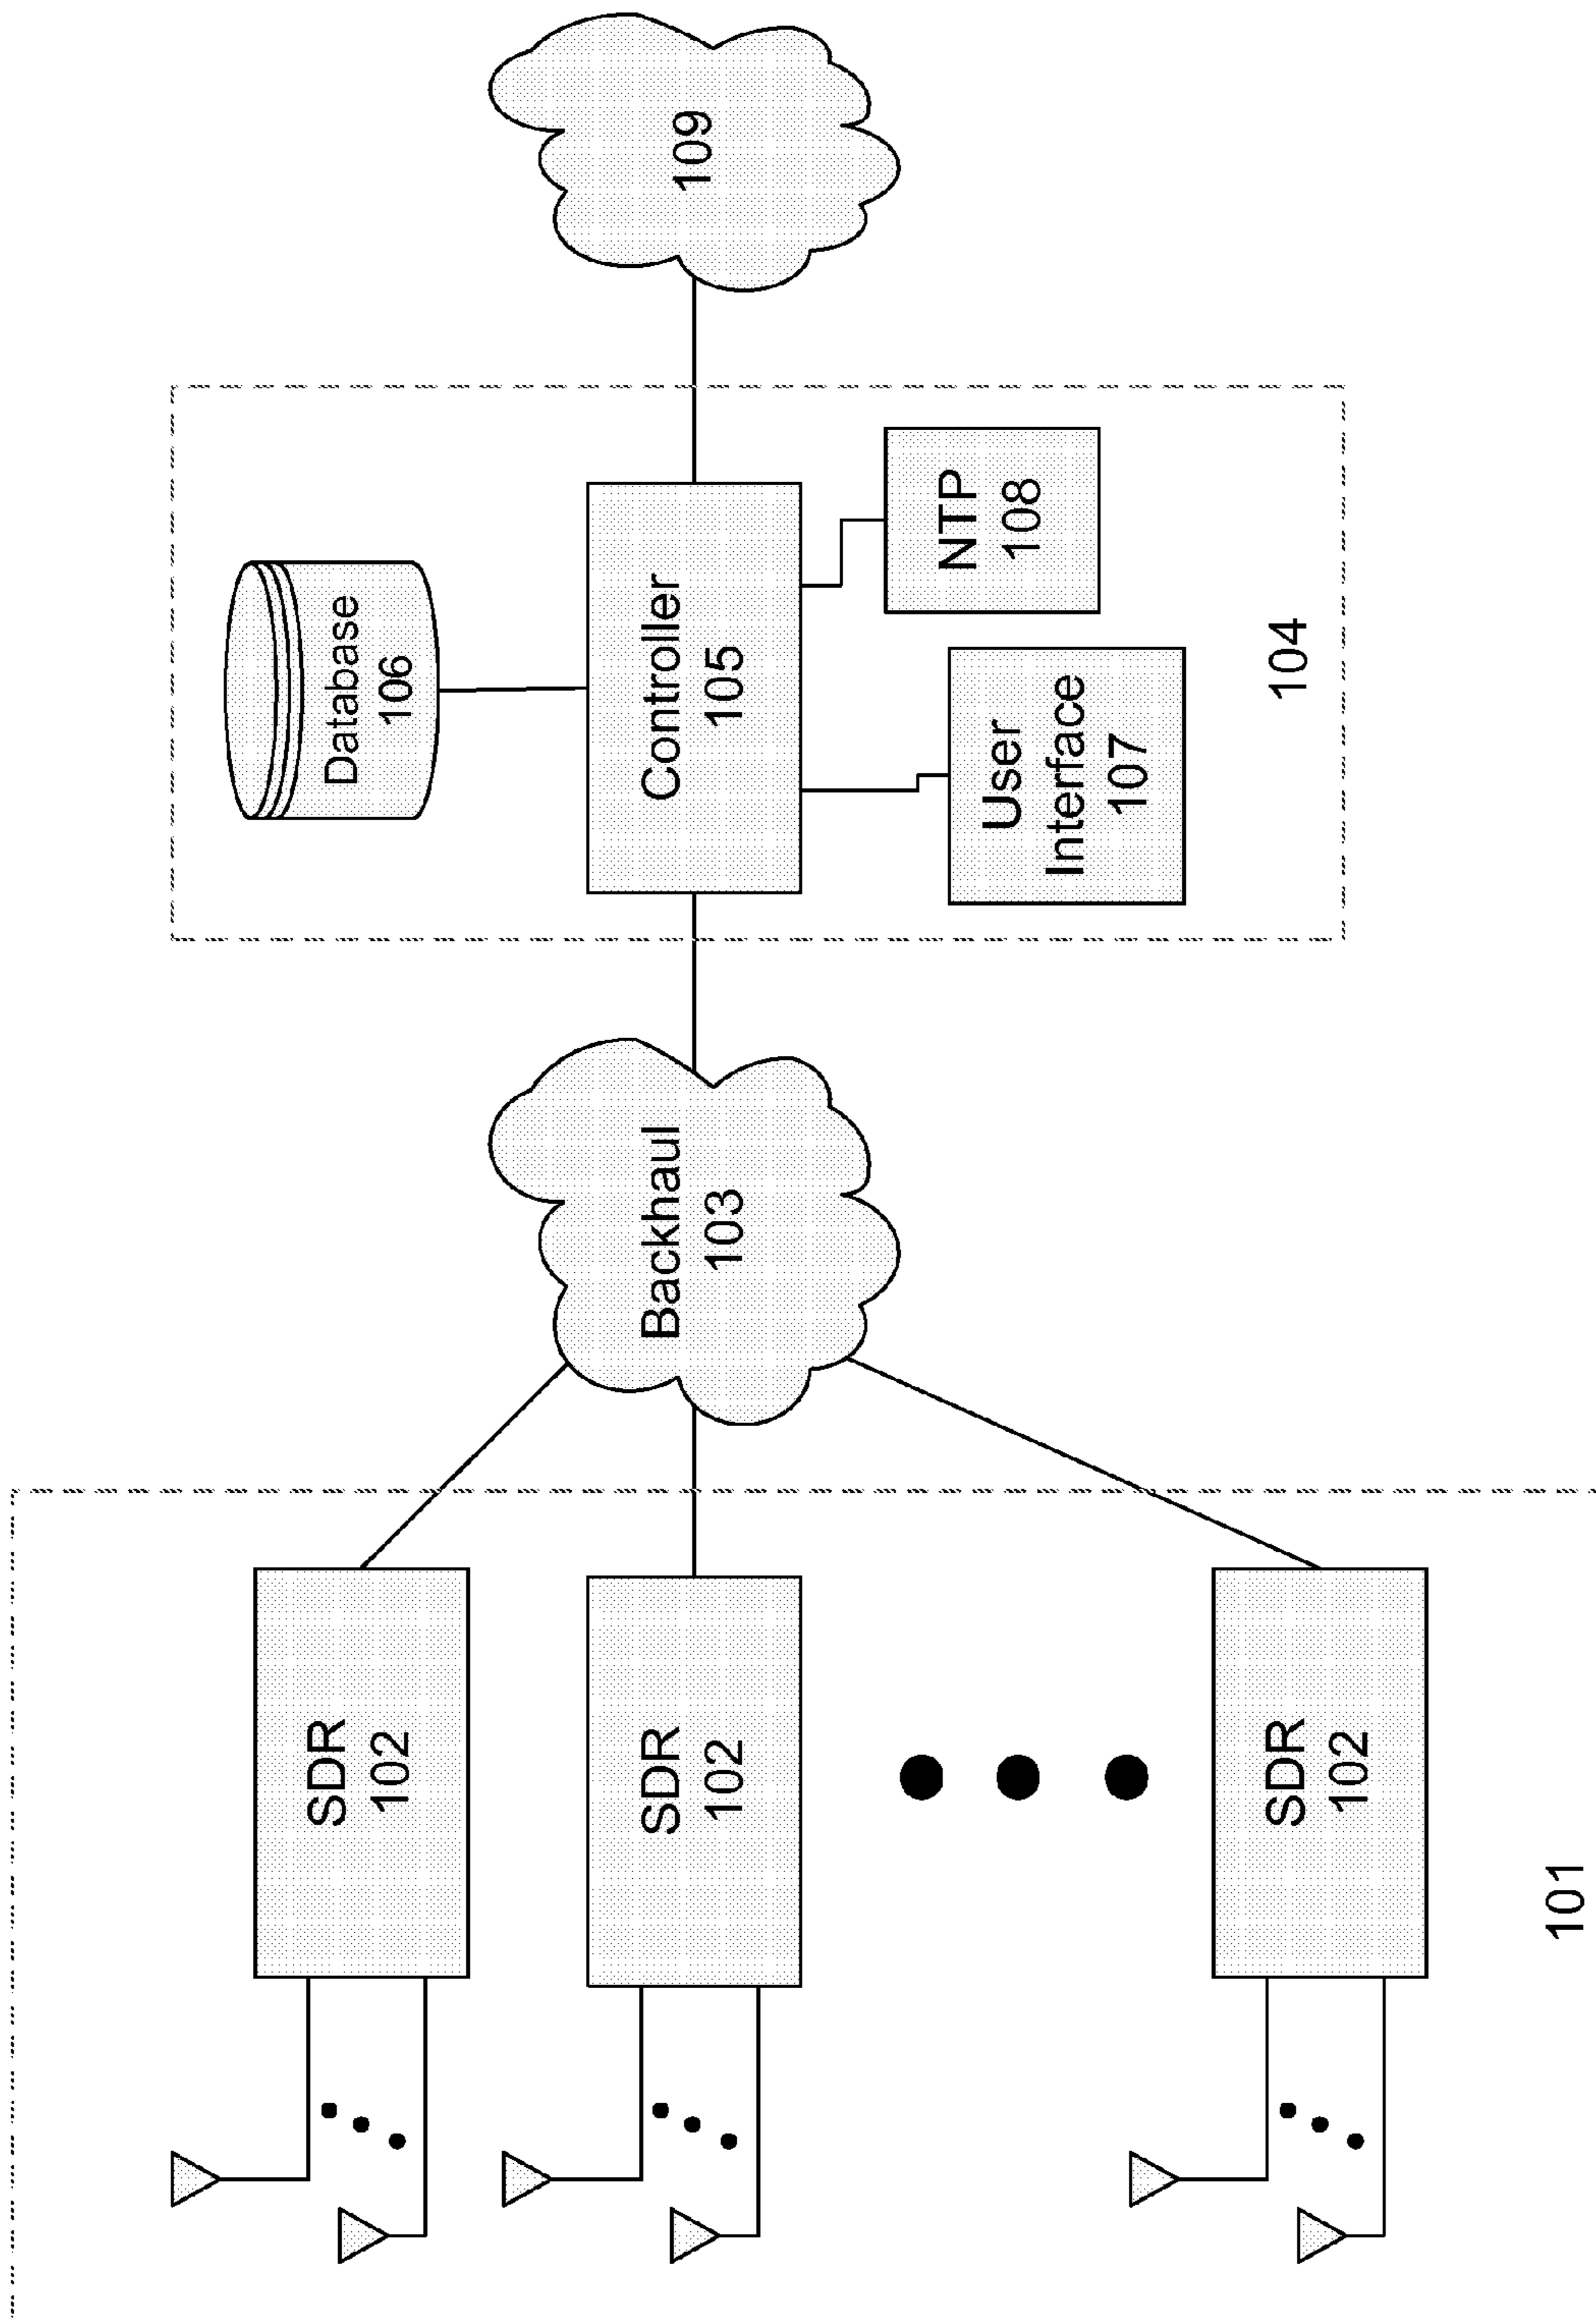 SDR
102
SDR
102
SDR
102
101
Backhaul
103
Database
106
Controller
105
User
Interface
107
NTP
108
104
109